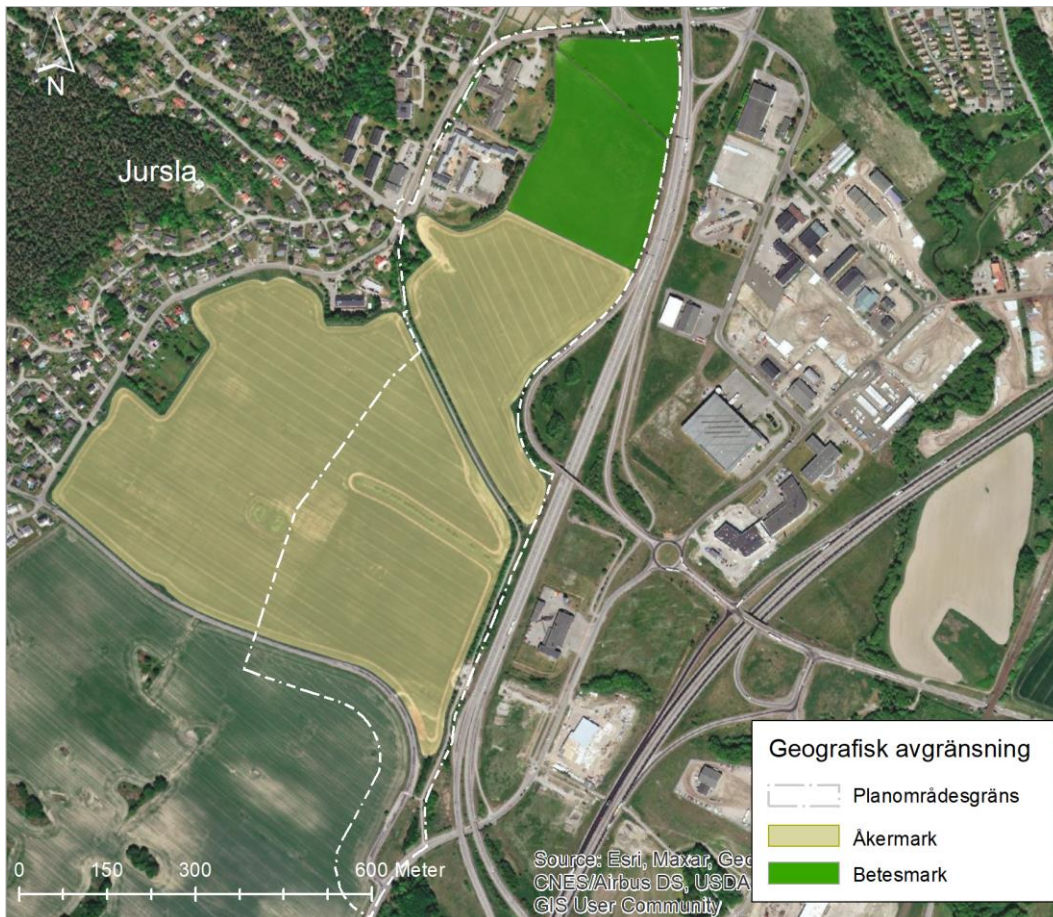 N
Jursla
Geografisk avgränsning
Planområdesgräns
Åkermark
Betesmark
0 150 300 600 Meter
Source: Esri, Maxar, Geo
CNES/Airbus DS, USDA
GIS User Community